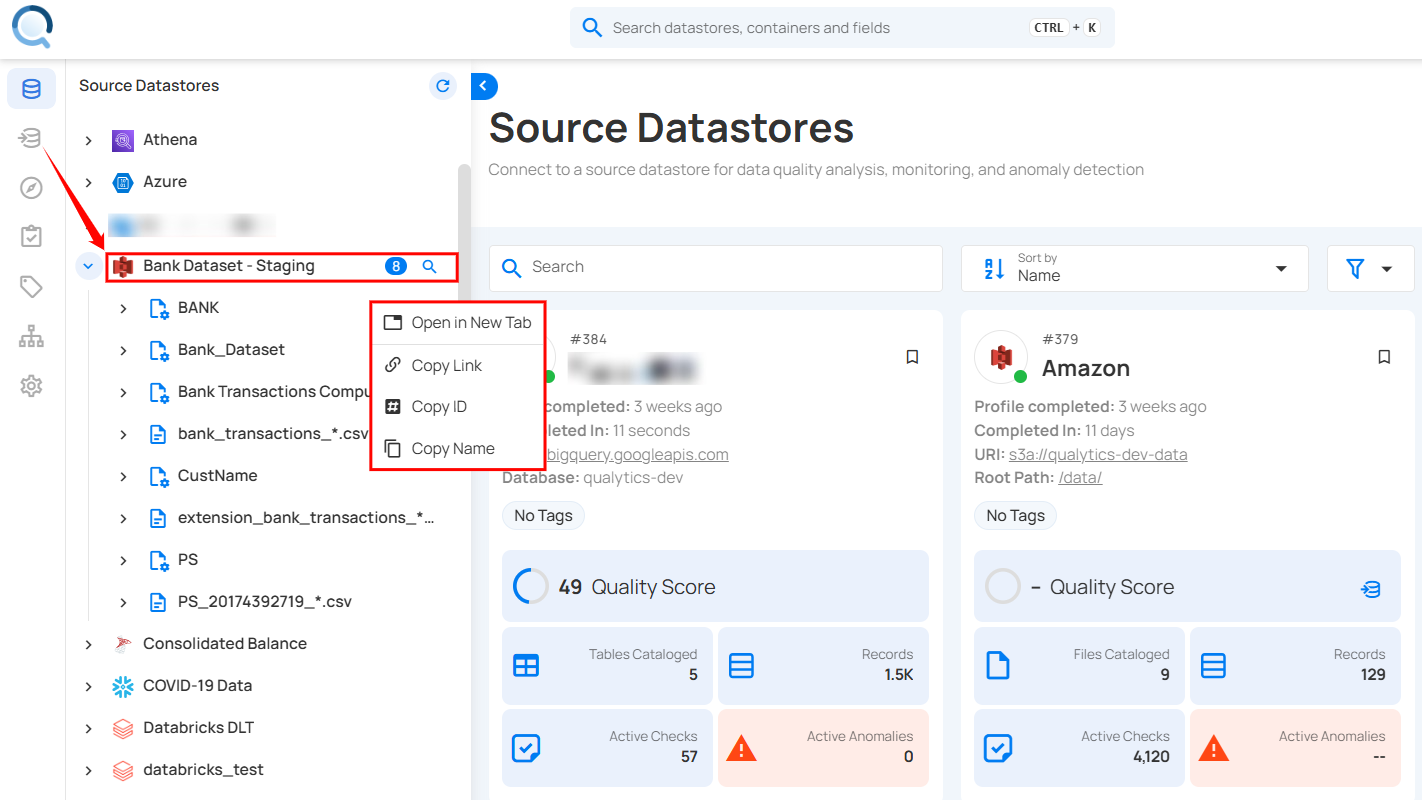 Search datastores, containers and fields
CTRL + K
Source Datastores
Athena
Azure
Bank Dataset - Staging 8
BANK
Bank_Dataset
Bank Transactions Compu
bank_transactions_*.csv
CustName
extension_bank_transactions_*...
PS
PS_20174392719_*.csv
Consolidated Balance
COVID-19 Data
Databricks DLT
databricks_test
Open in New Tab
Copy Link
Copy ID
Copy Name
Source Datastores
Connect to a source datastore for data quality analysis, monitoring, and anomaly detection
Search
Sort by
Name
#384
completed: 3 weeks ago
In: 11 seconds
bigquery.googleapis.com
Database: qualytics-dev
No Tags
49 Quality Score
Tables Cataloged
5
Records
1.5K
Active Checks
57
Active Anomalies
0
#379
Amazon
Profile completed: 3 weeks ago
Completed In: 11 days
URI: s3a://qualytics-dev-data
Root Path: /data/
No Tags
– Quality Score
Files Cataloged
9
Records
129
Active Checks
4,120
Active Anomalies
--